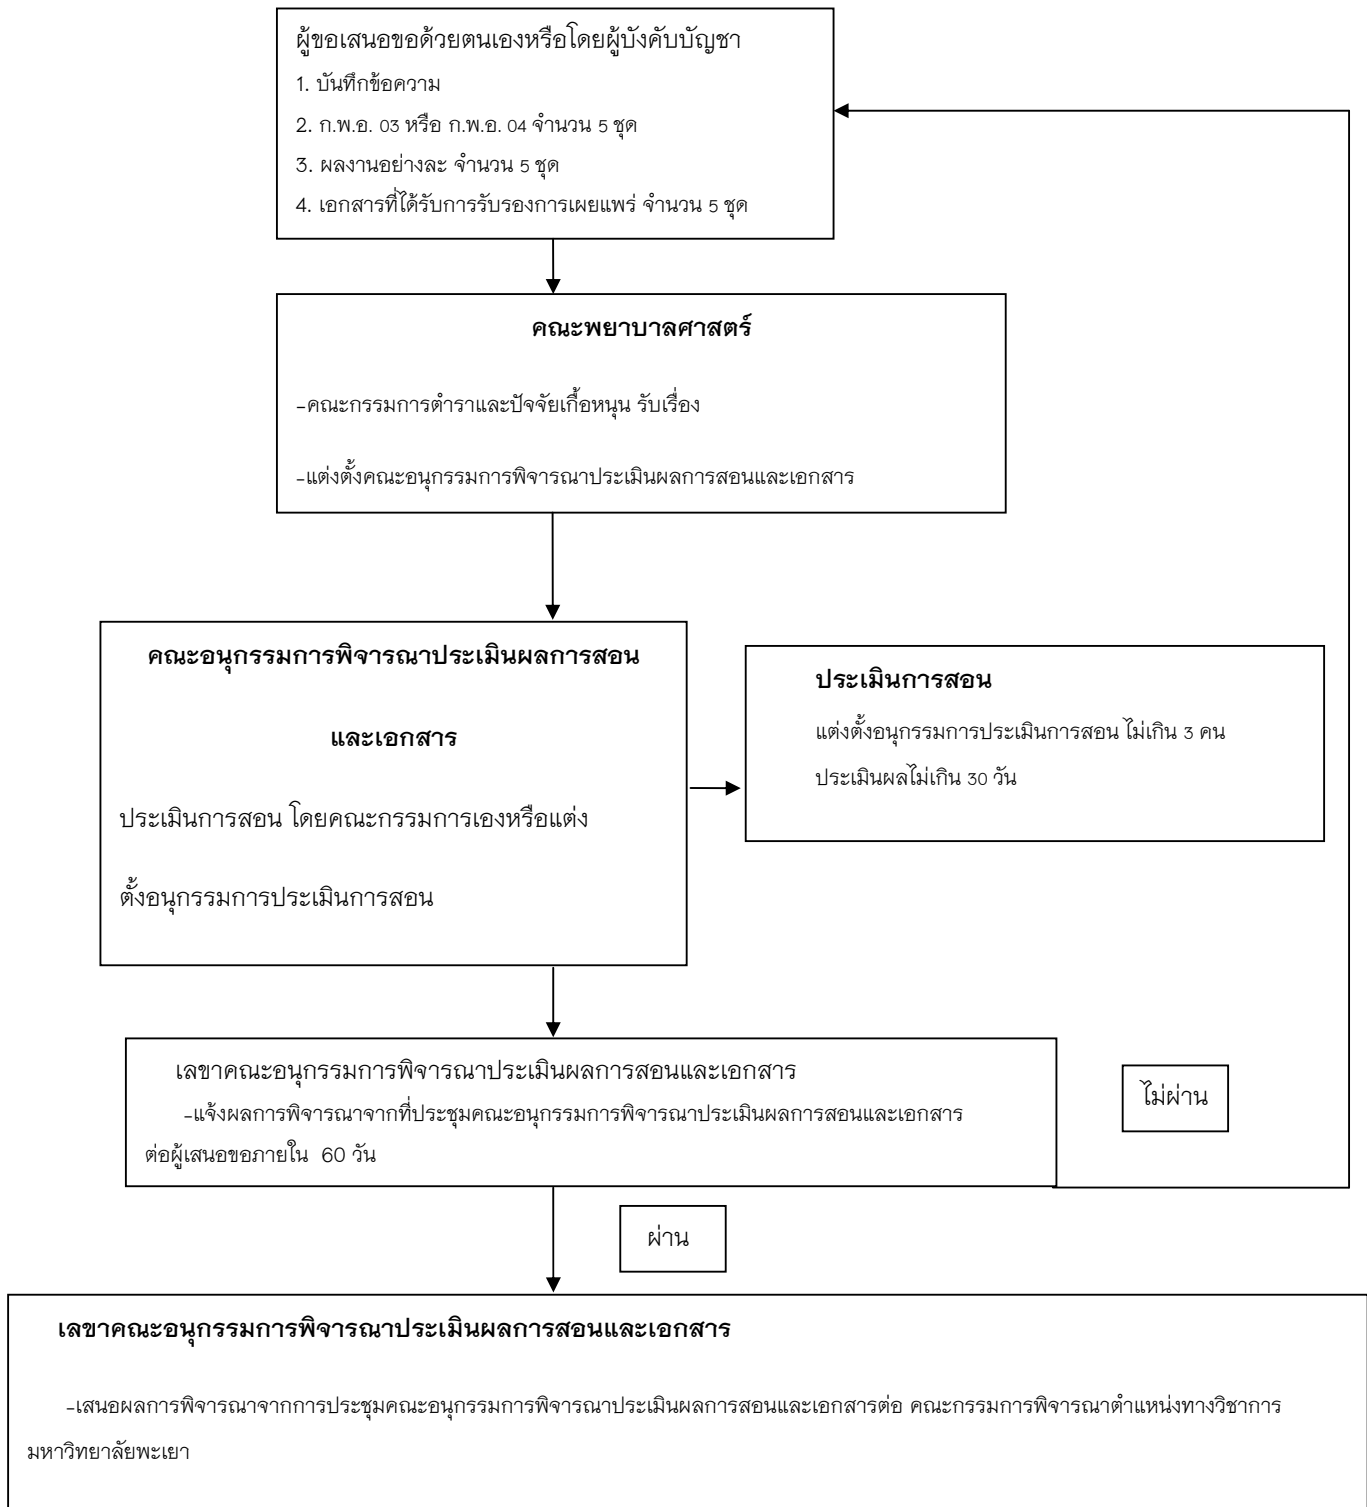 ผู้ขอเสนอขอด้วยตนเองหรือโดยผู้บังคับบัญชา
1. บันทึกข้อความ
2. ก.พ.อ. 03 หรือ ก.พ.อ. 04 จำนวน 5 ชุด
3. ผลงานอย่างละ จำนวน 5 ชุด
4. เอกสารที่ได้รับการรับรองการเผยแพร่ จำนวน 5 ชุด
คณะพยาบาลศาสตร์
-คณะกรรมการตำราและปัจจัยเกื้อหนุน รับเรื่อง
-แต่งตั้งคณะอนุกรรมการพิจารณาประเมินผลการสอนและเอกสาร
คณะอนุกรรมการพิจารณาประเมินผลการสอน
และเอกสาร
ประเมินการสอน โดยคณะกรรมการเองหรือแต่ง
ตั้งอนุกรรมการประเมินการสอน
ประเมินการสอน
แต่งตั้งอนุกรรมการประเมินการสอน ไม่เกิน 3 คน
ประเมินผลไม่เกิน 30 วัน
เลขาคณะอนุกรรมการพิจารณาประเมินผลการสอนและเอกสาร
-แจ้งผลการพิจารณาจากที่ประชุมคณะอนุกรรมการพิจารณาประเมินผลการสอนและเอกสาร
ต่อผู้เสนอขอภายใน 60 วัน
ไม่ผ่าน
ผ่าน
เลขาคณะอนุกรรมการพิจารณาประเมินผลการสอนและเอกสาร
-เสนอผลการพิจารณาจากการประชุมคณะอนุกรรมการพิจารณาประเมินผลการสอนและเอกสารต่อ คณะกรรมการพิจารณาตำแหน่งทางวิชาการ
มหาวิทยาลัยพะเยา